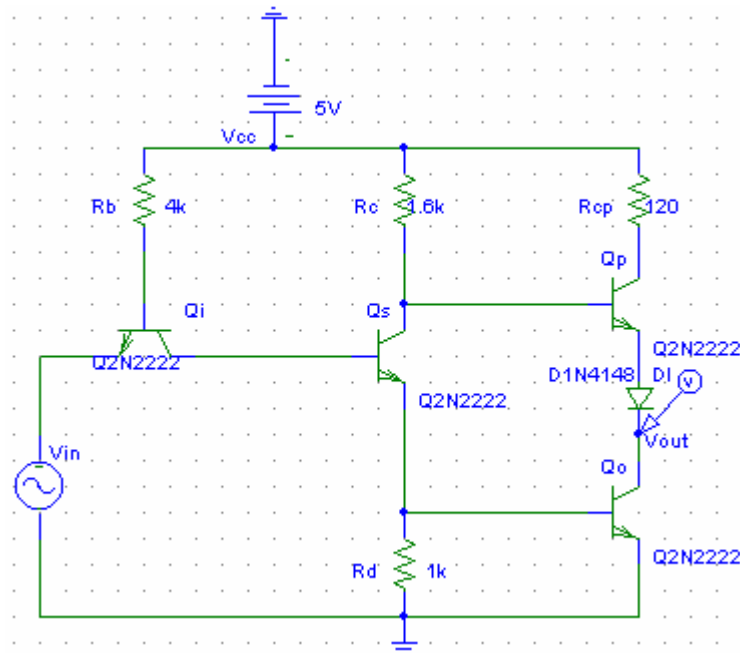 5V
Vcc
Rb 4k
Rc 1.6k
Rcp 120
Qp
Qi
Qs
Q2N2222
Q2N2222
Q2N2222
D1N4148 DI
V
Vin
Vout
Qo
Q2N2222
Rd 1k